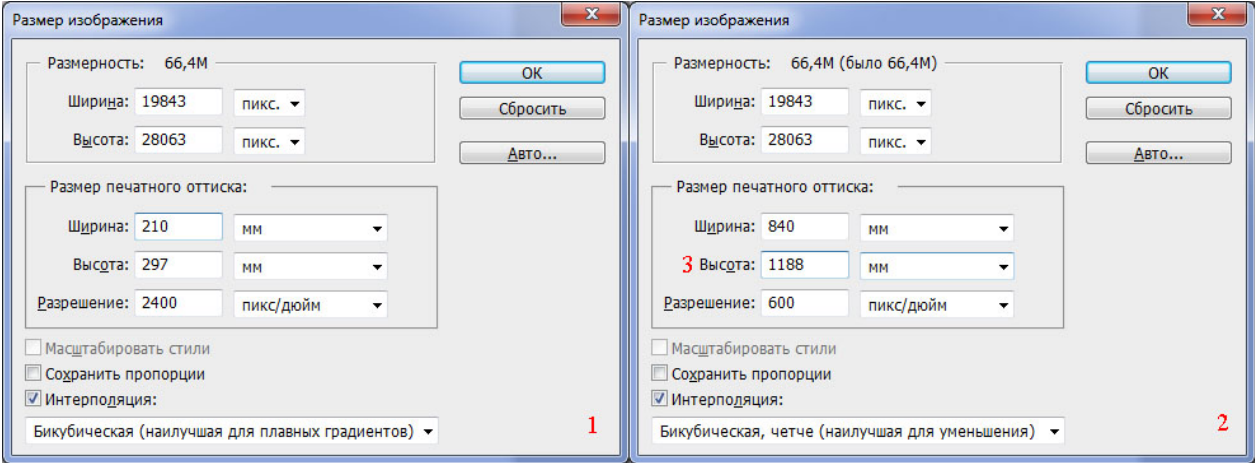 Размер изображения
Размерность: 66,4М
Ширина: 19843 пикс.
Высота: 28063 пикс.
OK
Сбросить
Авто...
Размер печатного оттиска:
Ширина: 210 мм
Высота: 297 мм
Разрешение: 2400 пикс/дюйм
Масштабировать стили
Сохранить пропорции
Интерполяция:
Бикубическая (наилучшая для плавных градиентов)
1
Размер изображения
Размерность: 66,4М (было 66,4М)
Ширина: 19843 пикс.
Высота: 28063 пикс.
OK
Сбросить
Авто...
Размер печатного оттиска:
Ширина: 840 мм
3 Высота: 1188 мм
Разрешение: 600 пикс/дюйм
Масштабировать стили
Сохранить пропорции
Интерполяция:
Бикубическая, четче (наилучшая для уменьшения)
2